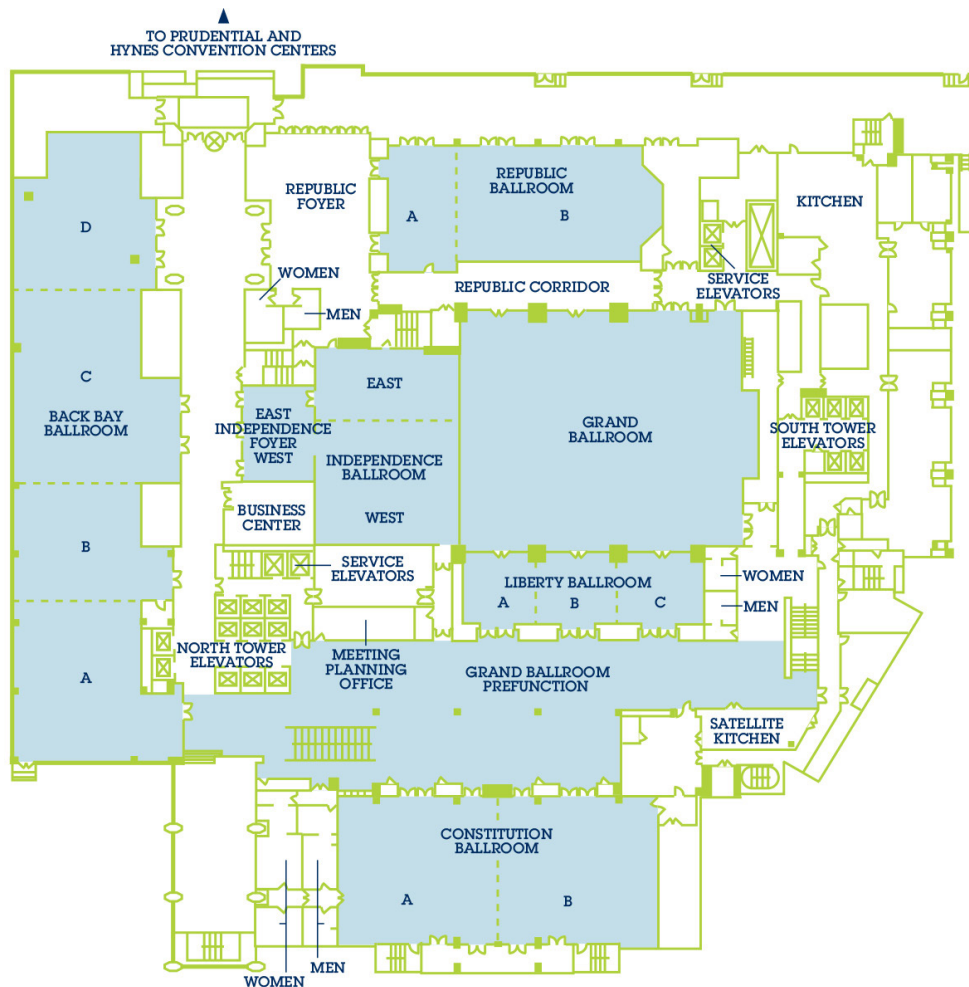 TO PRUDENTIAL AND
HYNES CONVENTION CENTERS
REPUBLIC
BALLROOM
A
B
REPUBLIC
FOYER
KITCHEN
D
WOMEN
MEN
REPUBLIC CORRIDOR
SERVICE
ELEVATORS
C
BACK BAY
BALLROOM
EAST
EAST
INDEPENDENCE
FOYER
WEST
INDEPENDENCE
BALLROOM
WEST
GRAND
BALLROOM
SOUTH TOWER
ELEVATORS
BUSINESS
CENTER
B
SERVICE
ELEVATORS
LIBERTY BALLROOM
A
B
C
WOMEN
MEN
NORTH TOWER
ELEVATORS
MEETING
PLANNING
OFFICE
GRAND BALLROOM
PREFUNCTION
A
SATELLITE
KITCHEN
CONSTITUTION
BALLROOM
A
B
WOMEN
MEN